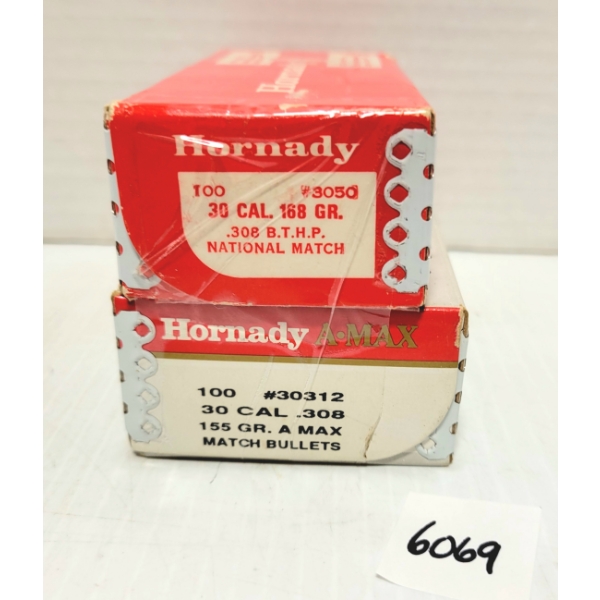 Hornady
Hornady
100 #3050
30 CAL. 168 GR.
.308 B.T.H.P.
NATIONAL MATCH
Hornady A•MAX
100 #30312
30 CAL .308
155 GR. A MAX
MATCH BULLETS
6069